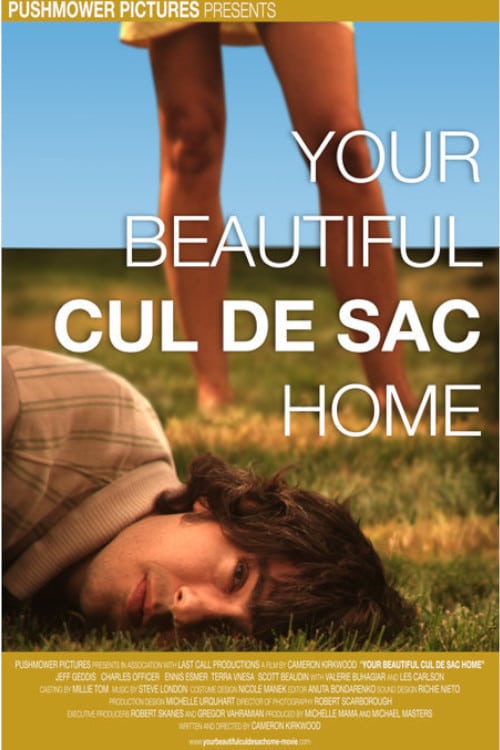 PUSHMOWER PICTURES PRESENTS
YOUR
BEAUTIFUL
CUL DE SAC
HOME
PUSHMOWER PICTURES PRESENTS IN ASSOCIATION WITH LAST CALL PRODUCTIONS A FILM BY CAMERON KIRKWOOD "YOUR BEAUTIFUL CUL DE SAC HOME"
JEFF GEDDIS CHARLES OFFICER ENNIS ESMER TERRA VNESA SCOTT BEAUDIN WITH VALERIE BUHAGIAR AND LES CARLSON
CASTING BY MILLIE TOM MUSIC BY STEVE LONDON COSTUME DESIGN NICOLE MANEK EDITOR ANUTA BONDARENKO SOUND DESIGN RICHE NIETO
PRODUCTION DESIGN MICHELLE URQUHART DIRECTOR OF PHOTOGRAPHY ROBERT SCARBOROUGH
EXECUTIVE PRODUCERS ROBERT SKANES AND GREGOR VAHRAMIAN PRODUCED BY MICHELLE MAMA AND MICHAEL MASTERS
WRITTEN AND DIRECTED BY CAMERON KIRKWOOD
www.yourbeautifulculdesachome-movie.com